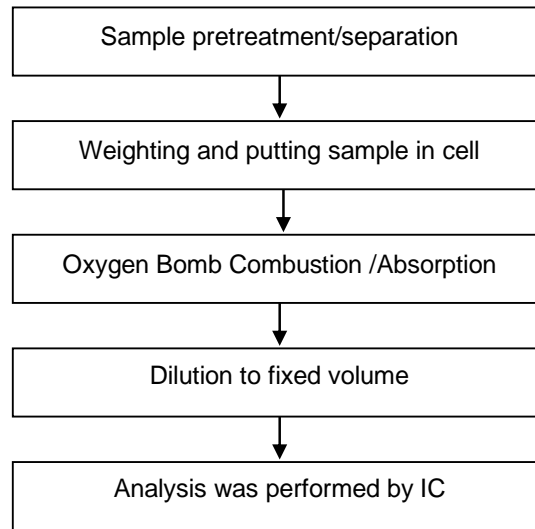 Sample pretreatment/separation
Weighting and putting sample in cell
Oxygen Bomb Combustion /Absorption
Dilution to fixed volume
Analysis was performed by IC